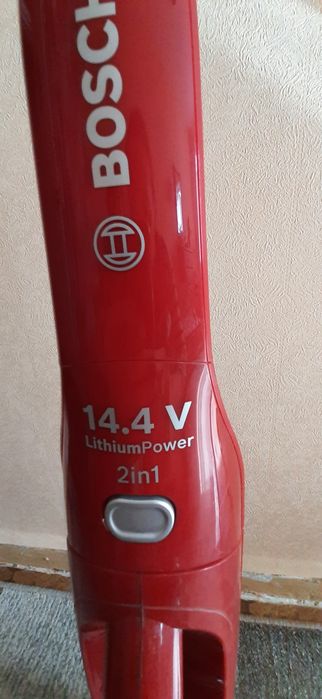 BOSCH
14.4 V
LithiumPower
2in1